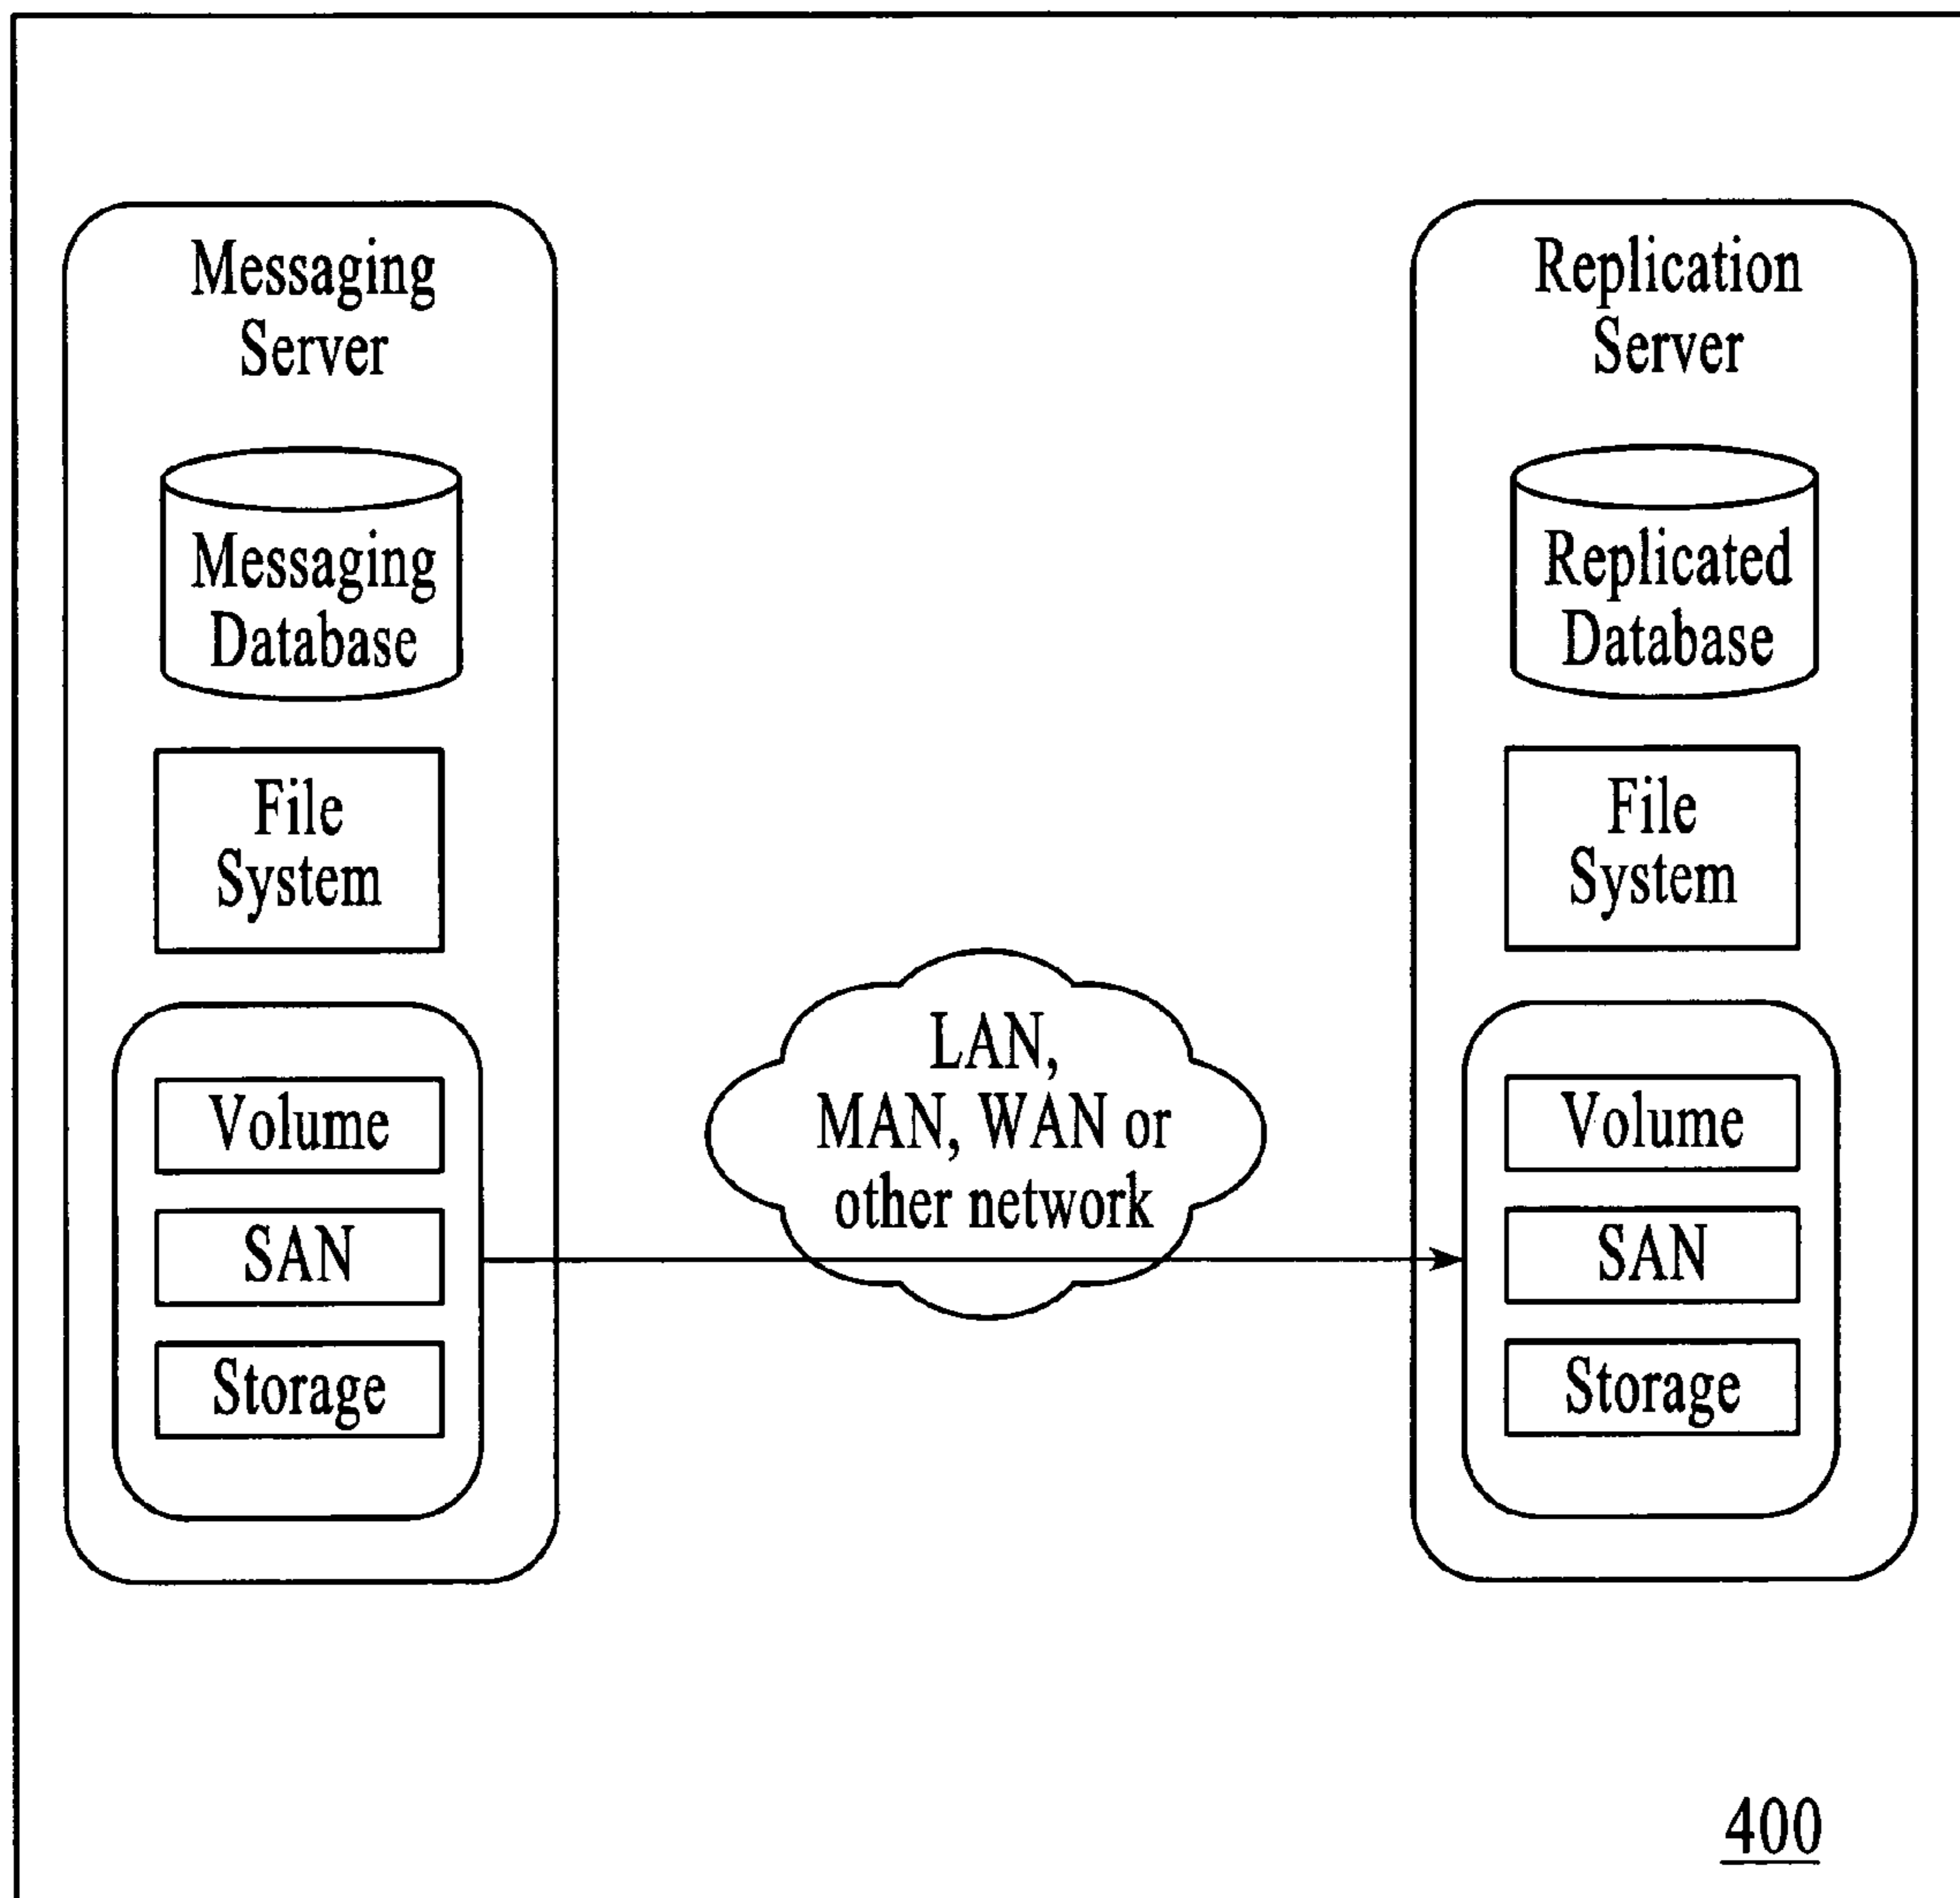 Messaging
Server
Messaging
Database
File
System
Volume
SAN
Storage
LAN,
MAN, WAN or
other network
Replication
Server
Replicated
Database
File
System
Volume
SAN
Storage
400